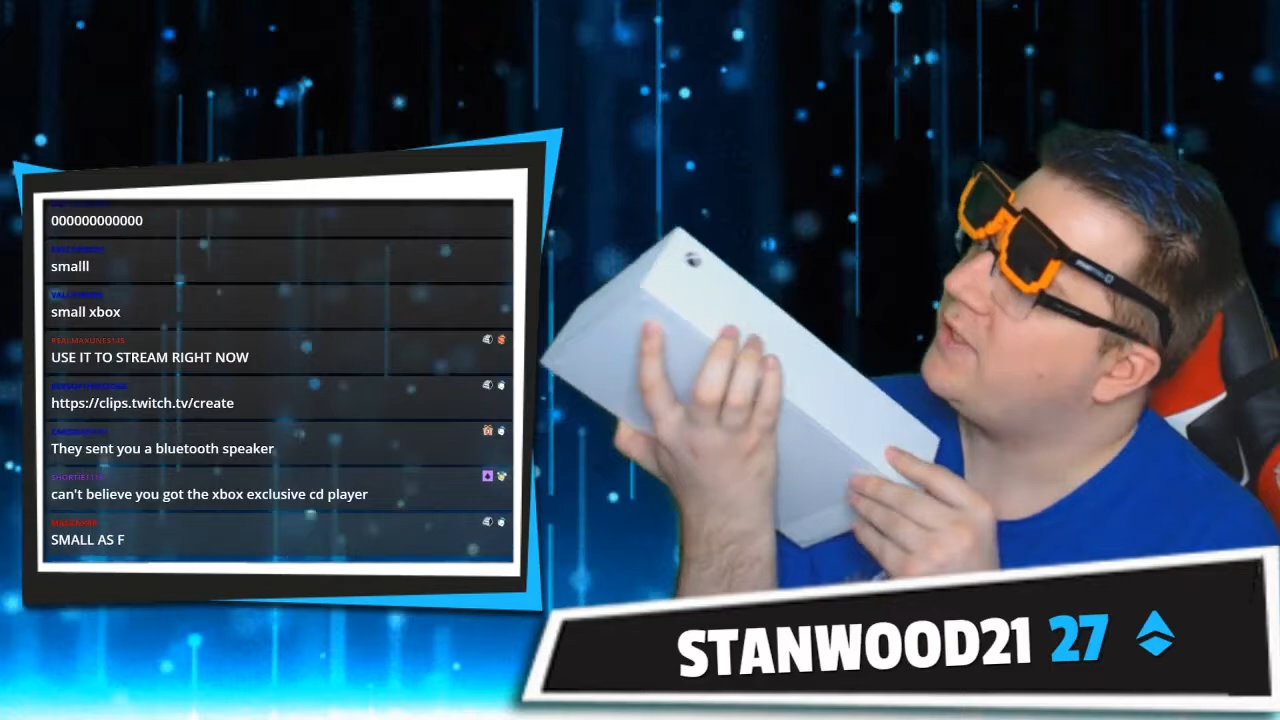 000000000000
smalll
small xbox
USE IT TO STREAM RIGHT NOW
https://clips.twitch.tv/create
They sent you a bluetooth speaker
can't believe you got the xbox exclusive cd player
SMALL AS F
STANWOOD21 27